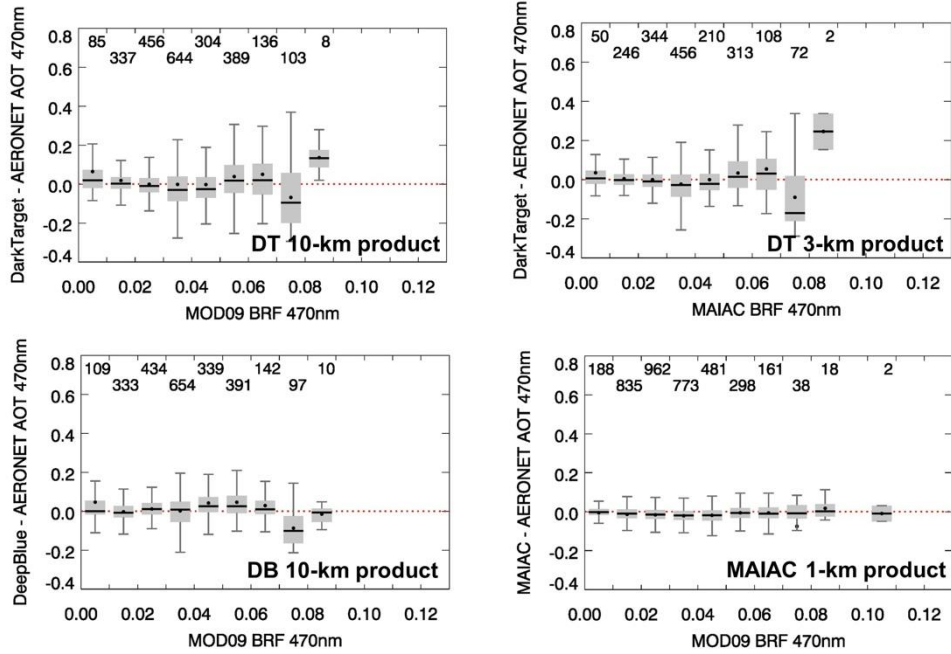 85 456 304 136 8
337 644 389 103
0.8
0.6
0.4
0.2
0.0
-0.2
-0.4
DarkTarget - AERONET AOT 470nm
DT 10-km product
0.00 0.02 0.04 0.06 0.08 0.10 0.12
MOD09 BRF 470nm
50 344 210 108 2
246 456 313 72
0.8
0.6
0.4
0.2
0.0
-0.2
-0.4
DarkTarget - AERONET AOT 470nm
DT 3-km product
0.00 0.02 0.04 0.06 0.08 0.10 0.12
MAIAC BRF 470nm
109 434 339 142 10
333 654 391 97
0.8
0.6
0.4
0.2
0.0
-0.2
-0.4
DeepBlue - AERONET AOT 470nm
DB 10-km product
0.00 0.02 0.04 0.06 0.08 0.10 0.12
MOD09 BRF 470nm
188 962 481 161 18 2
835 773 298 38
0.8
0.6
0.4
0.2
0.0
-0.2
-0.4
MAIAC - AERONET AOT 470nm
MAIAC 1-km product
0.00 0.02 0.04 0.06 0.08 0.10 0.12
MOD09 BRF 470nm